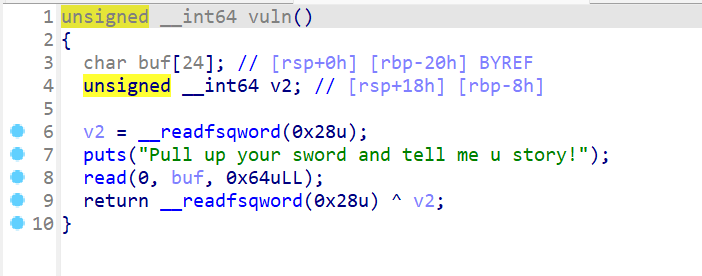 1 unsigned __int64 vuln()
2 {
3 char buf[24]; // [rsp+0h] [rbp-20h] BYREF
4 unsigned __int64 v2; // [rsp+18h] [rbp-8h]
5
6 v2 = __readfsqword(0x28u);
7 puts("Pull up your sword and tell me u story!");
8 read(0, buf, 0x64uLL);
9 return __readfsqword(0x28u) ^ v2;
10 }